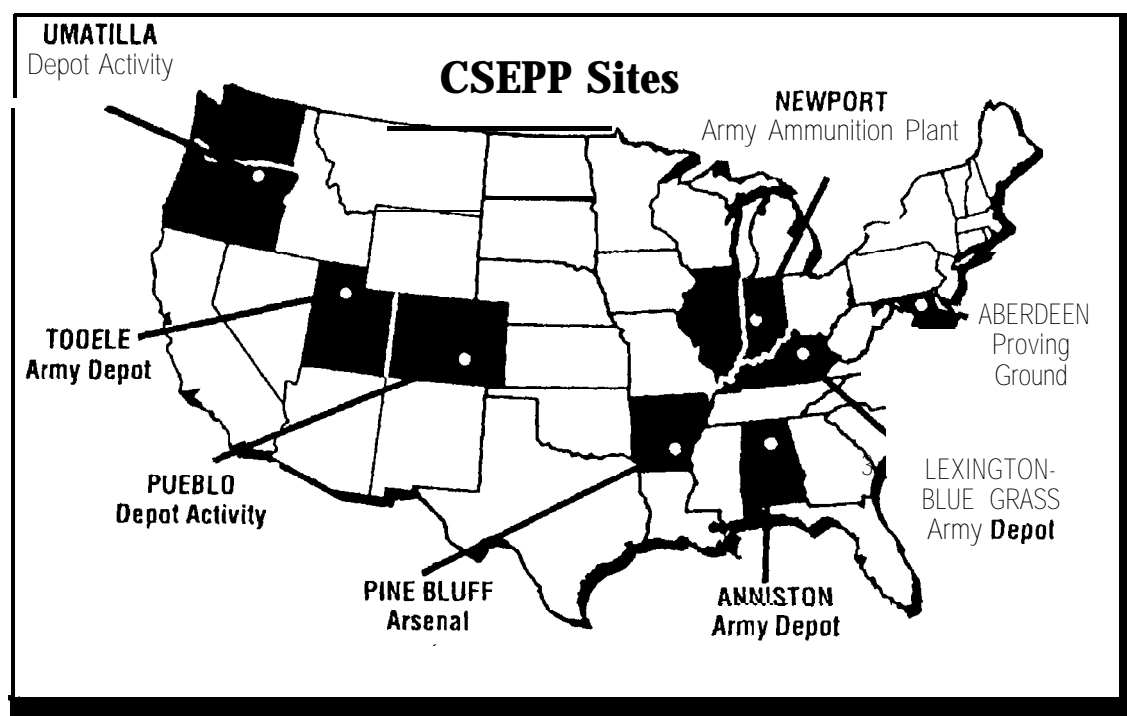 UMATILLA
Depot Activity
CSEPP Sites
NEWPORT
Army Ammunition Plant
TOOELE
Army Depot
ABERDEEN
Proving
Ground
PUEBLO
Depot Activity
LEXINGTON-
BLUE GRASS
Army Depot
PINE BLUFF
Arsenal
ANNISTON
Army Depot